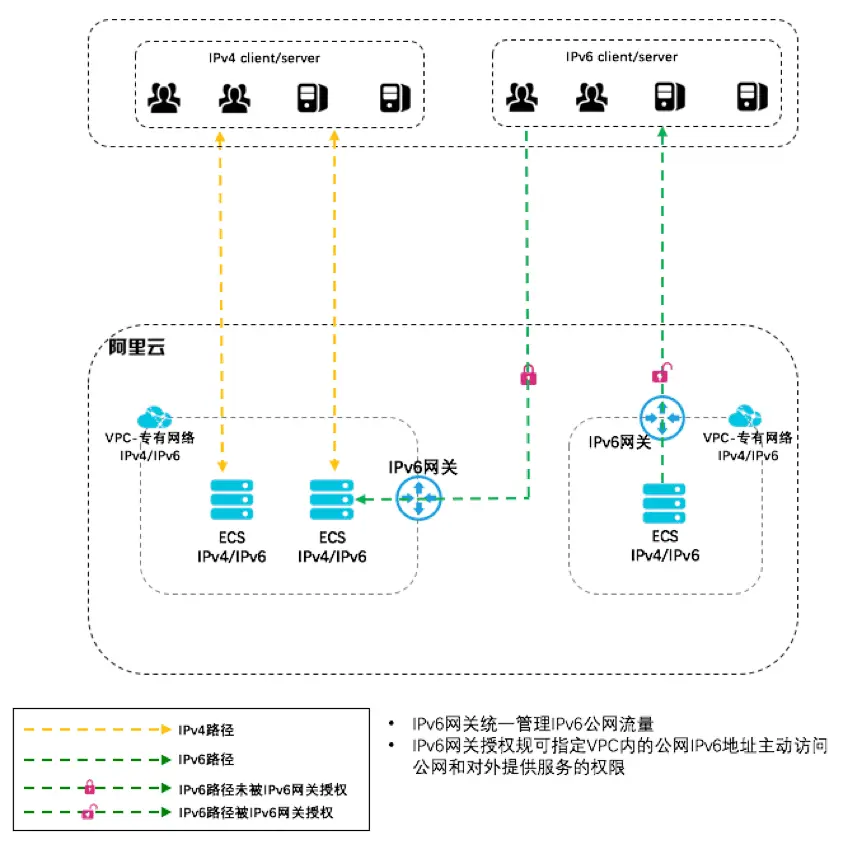 IPv4 client/server
IPv6 client/server
阿里云
VPC-专有网络
IPv4/IPv6
IPv6网关
ECS
IPv4/IPv6
ECS
IPv4/IPv6
IPv6网关
VPC-专有网络
IPv4/IPv6
ECS
IPv4/IPv6
IPv4路径
IPv6路径
IPv6路径未被IPv6网关授权
IPv6路径被IPv6网关授权
• IPv6网关统一管理IPv6公网流量
• IPv6网关授权规可指定VPC内的公网IPv6地址主动访问
公网和对外提供服务的权限